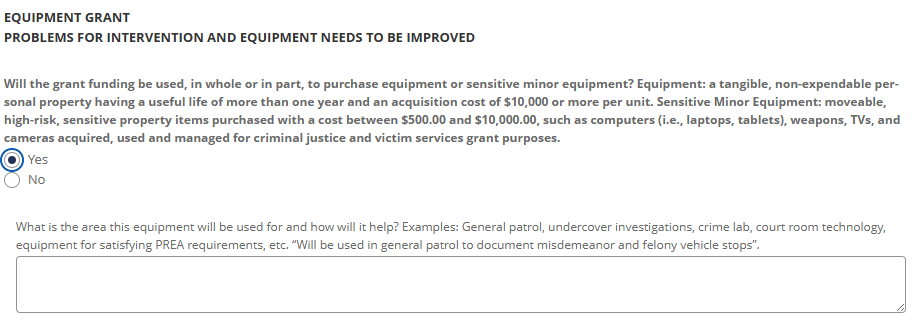 EQUIPMENT GRANT
PROBLEMS FOR INTERVENTION AND EQUIPMENT NEEDS TO BE IMPROVED
Will the grant funding be used, in whole or in part, to purchase equipment or sensitive minor equipment? Equipment: a tangible, non-expendable per-
sonal property having a useful life of more than one year and an acquisition cost of $10,000 or more per unit. Sensitive Minor Equipment: moveable,
high-risk, sensitive property items purchased with a cost between $500.00 and $10,000.00, such as computers (i.e., laptops, tablets), weapons, TVs, and
cameras acquired, used and managed for criminal justice and victim services grant purposes.
Yes
No
What is the area this equipment will be used for and how will it help? Examples: General patrol, undercover investigations, crime lab, court room technology,
equipment for satisfying PREA requirements, etc. “Will be used in general patrol to document misdemeanor and felony vehicle stops”.